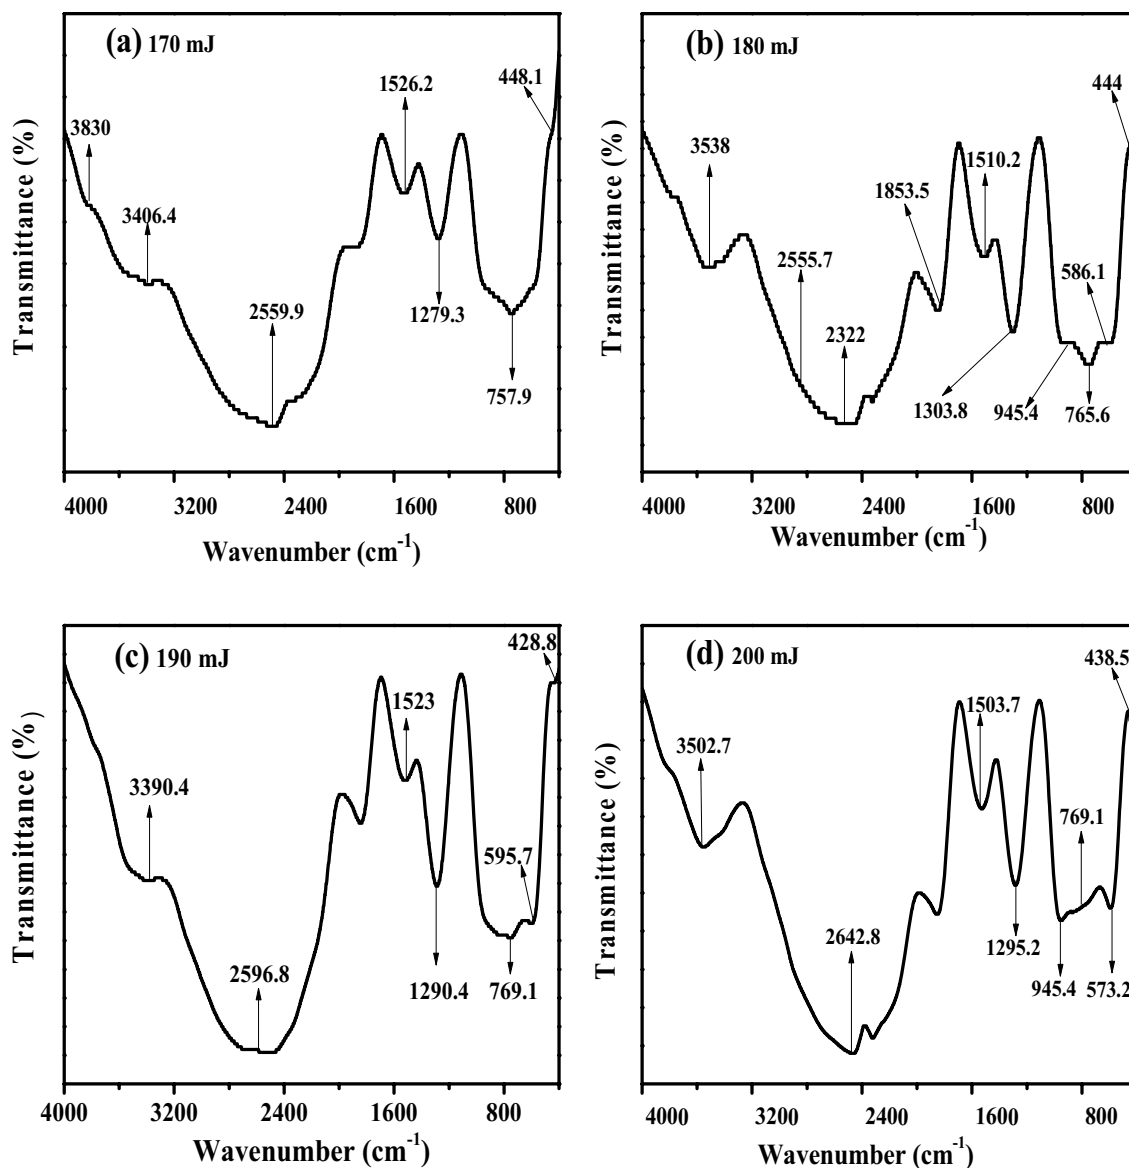 (a) 170 mJ
3830
3406.4
2559.9
1526.2
1279.3
757.9
448.1
Transmittance (%)
4000 3200 2400 1600 800
Wavenumber (cm-1)
(b) 180 mJ
3538
2555.7
2322
1853.5
1510.2
1303.8
945.4
765.6
586.1
444
Transmittance (%)
4000 3200 2400 1600 800
Wavenumber (cm-1)
(c) 190 mJ
3390.4
2596.8
1523
1290.4
769.1
595.7
428.8
Transmittance (%)
4000 3200 2400 1600 800
Wavenumber (cm-1)
(d) 200 mJ
3502.7
2642.8
1503.7
1295.2
945.4
769.1
573.2
438.5
Transmittance (%)
4000 3200 2400 1600 800
Wavenumber (cm-1)